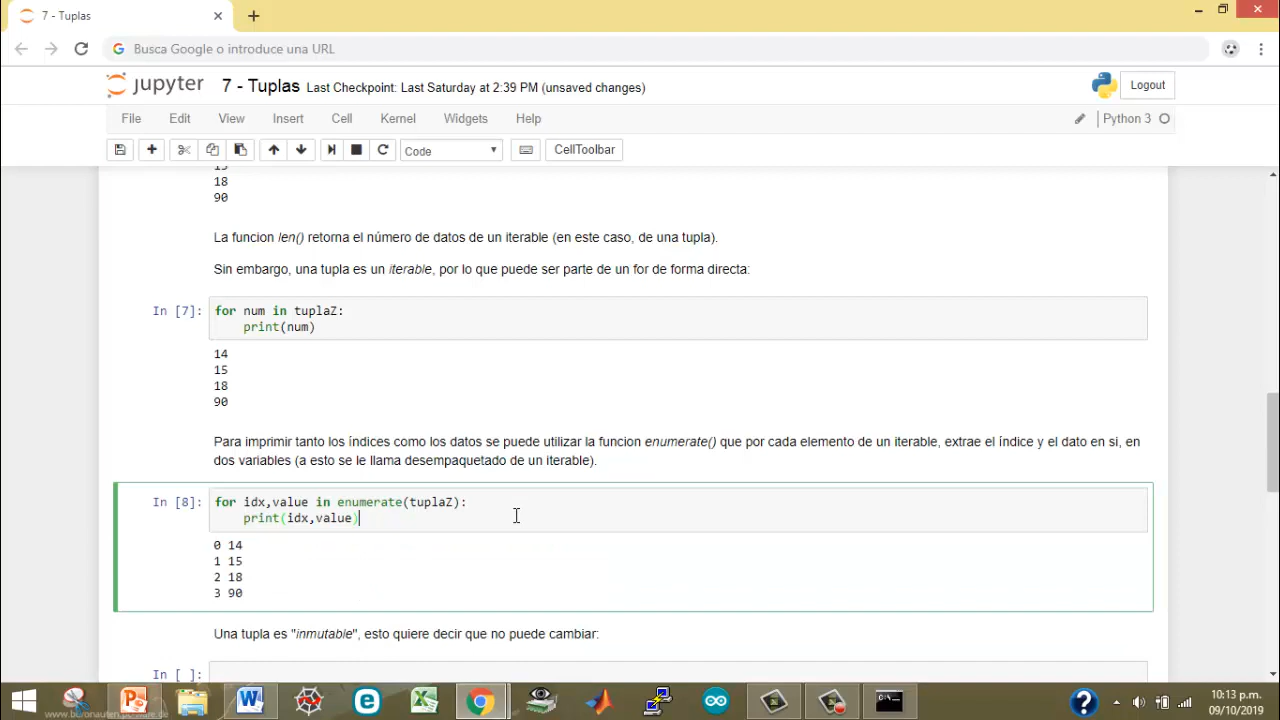 7 - Tuplas
Busca Google o introduce una URL
jupyter 7 - Tuplas Last Checkpoint: Last Saturday at 2:39 PM (unsaved changes) Logout
File Edit View Insert Cell Kernel Widgets Help Python 3
Code CellToolbar
18
90
La funcion len() retorna el número de datos de un iterable (en este caso, de una tupla).
Sin embargo, una tupla es un iterable, por lo que puede ser parte de un for de forma directa:
In [7]: for num in tuplaZ:
print(num)
14
15
18
90
Para imprimir tanto los índices como los datos se puede utilizar la funcion enumerate() que por cada elemento de un iterable, extrae el índice y el dato en si, en
dos variables (a esto se le llama desempaquetado de un iterable).
In [8]: for idx,value in enumerate(tuplaZ):
print(idx,value)
0 14
1 15
2 18
3 90
Una tupla es "inmutable", esto quiere decir que no puede cambiar:
In [ ]:
10:13 p.m.
09/10/2019